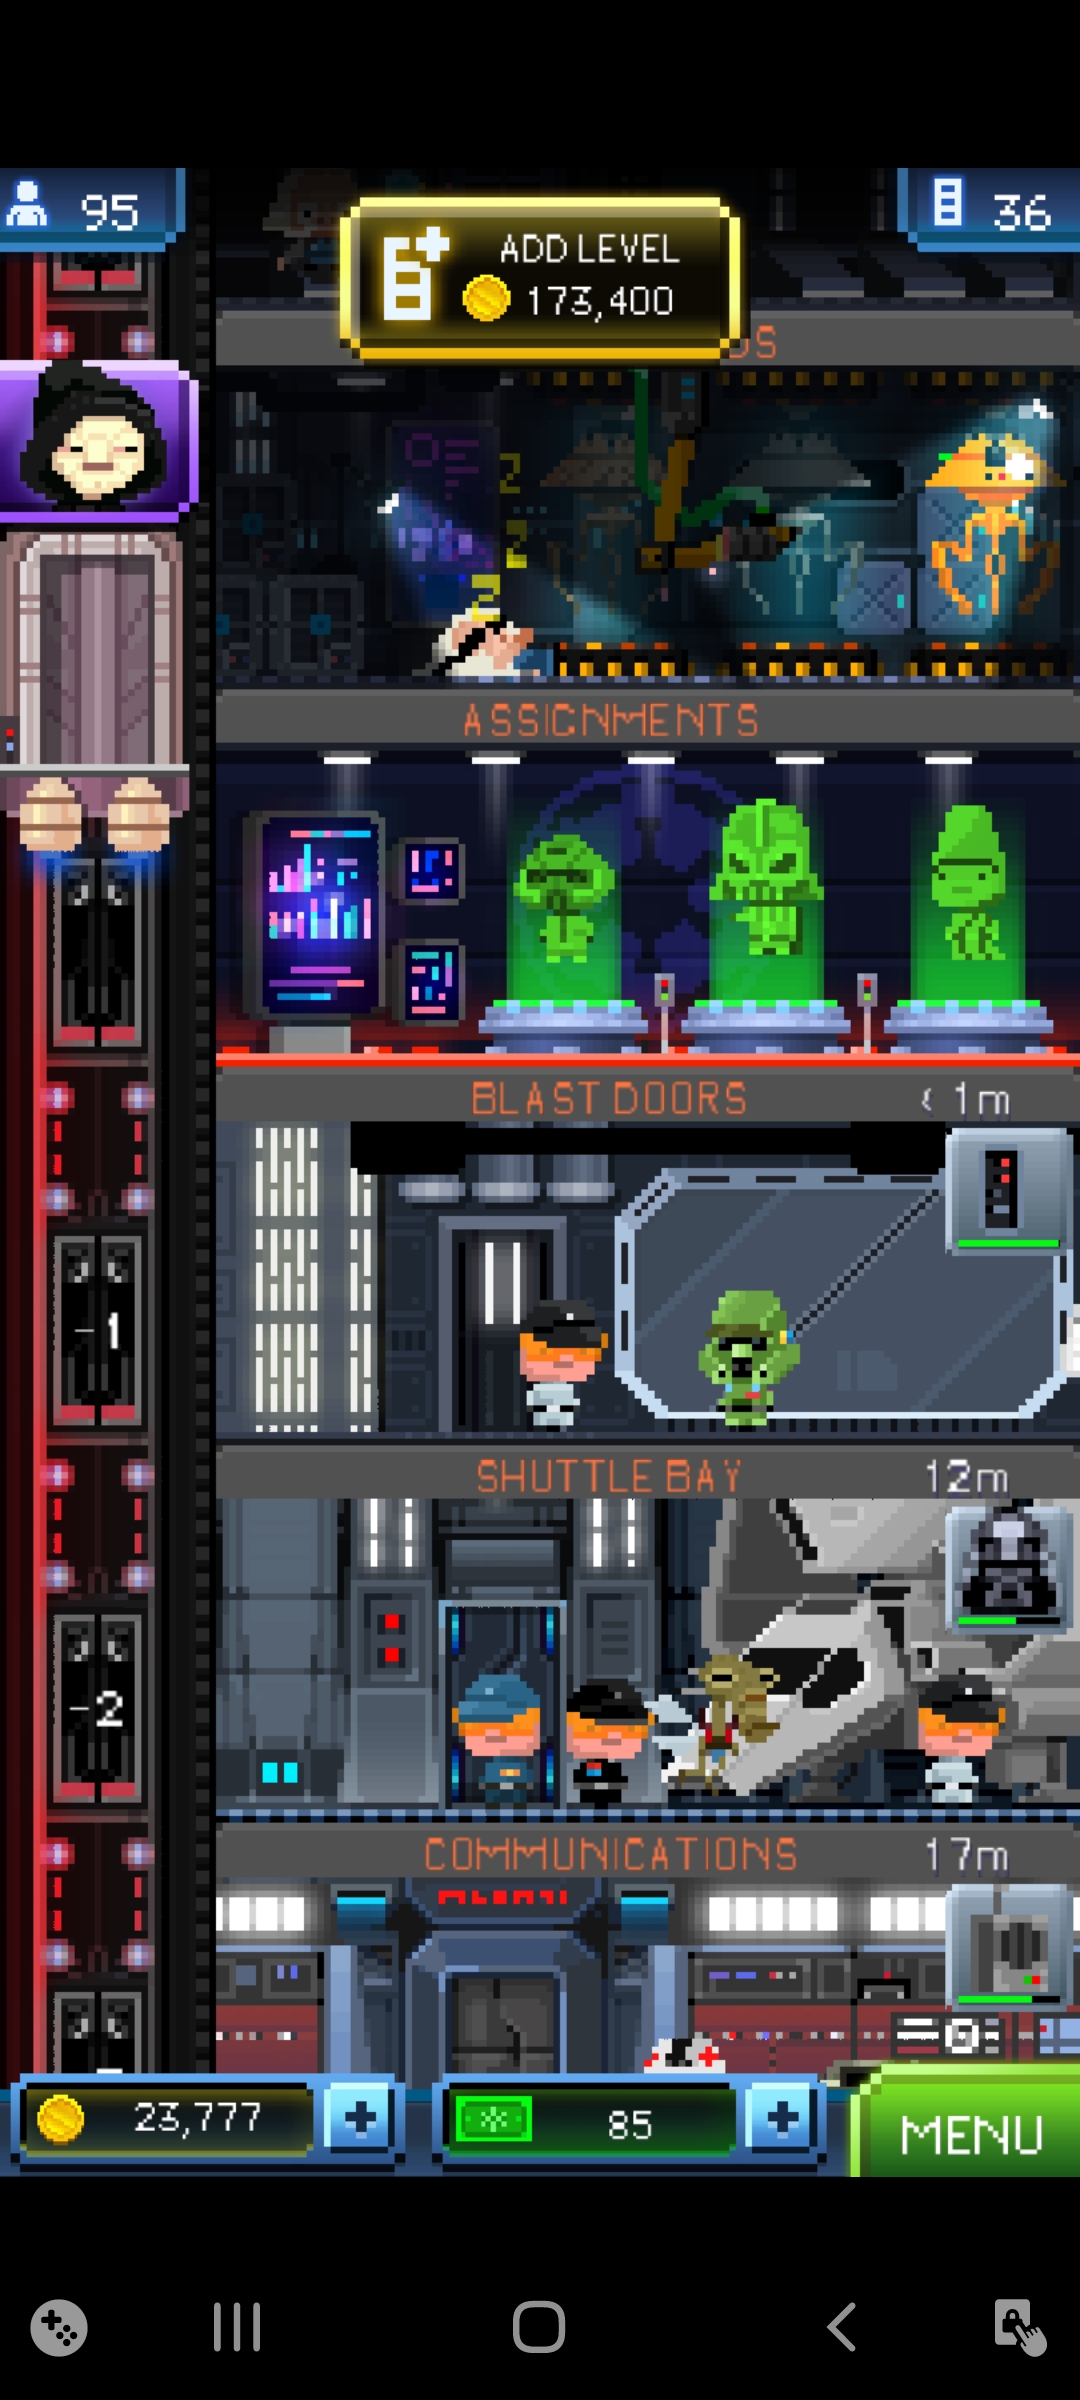 95
ADD LEVEL
173,400
36
ASSIGNMENTS
BLAST DOORS
< 1m
-1
SHUTTLE BAY
12m
-2
COMMUNICATIONS
17m
23,777
85
MENU